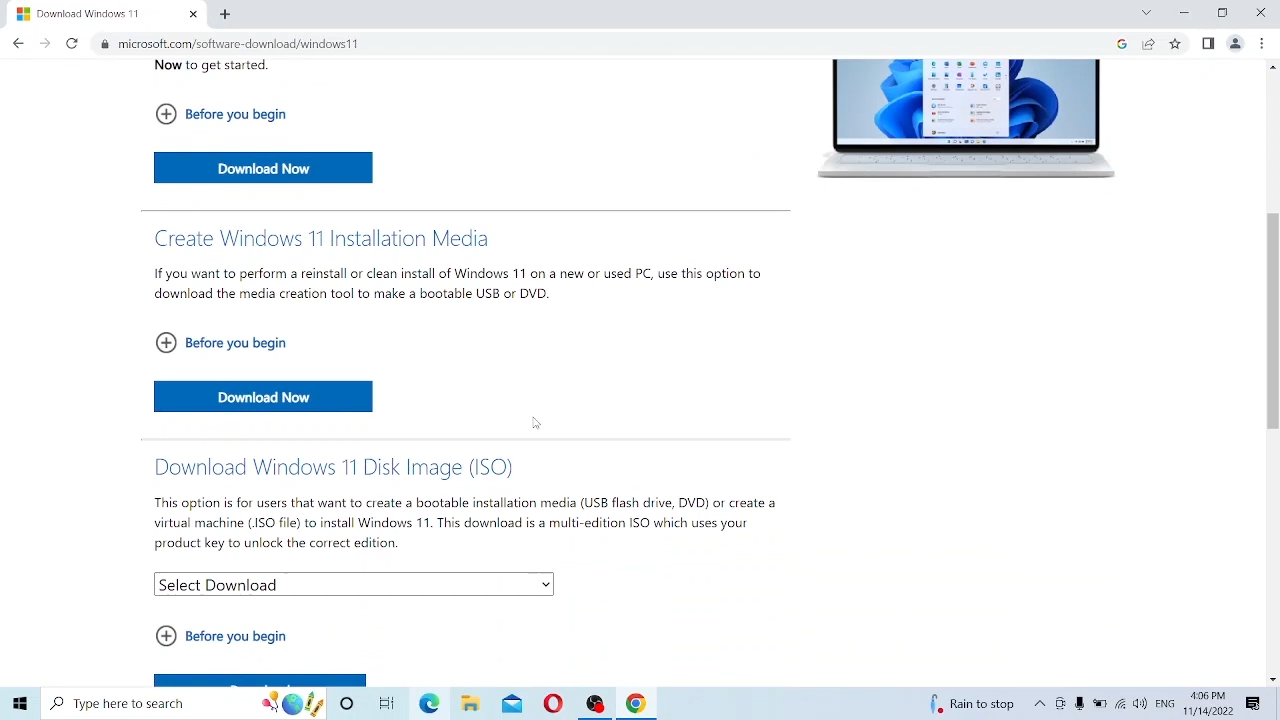 Download Windows 11
microsoft.com/software-download/windows11
Now to get started.
Before you begin
Download Now
Create Windows 11 Installation Media
If you want to perform a reinstall or clean install of Windows 11 on a new or used PC, use this option to
download the media creation tool to make a bootable USB or DVD.
Before you begin
Download Now
Download Windows 11 Disk Image (ISO)
This option is for users that want to create a bootable installation media (USB flash drive, DVD) or create a
virtual machine (.ISO file) to install Windows 11. This download is a multi-edition ISO which uses your
product key to unlock the correct edition.
Select Download
Before you begin
Type here to search
Rain to stop
ENG
4:06 PM
11/14/2022